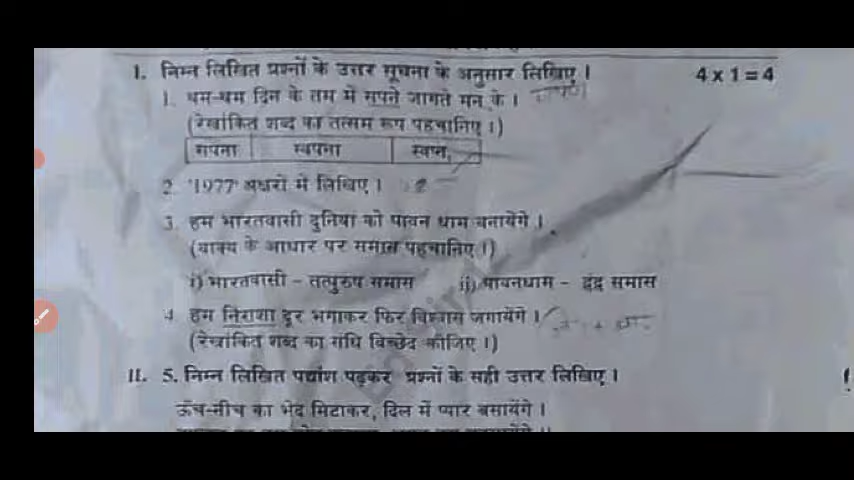 I. निम्न लिखित प्रश्नों के उत्तर सूचना के अनुसार लिखिए । 4 x 1 = 4
1. थम-थम दिन के तम में सपने जागते मन के ।
(रेखांकित शब्द का तत्सम रूप पहचानिए ।)
सपना स्वपना स्वप्न
2. '1977' अक्षरों में लिखिए ।
3. हम भारतवासी दुनिया को पावन धाम बनायेंगे ।
(वाक्य के आधार पर समास पहचानिए ।)
i) भारतवासी - तत्पुरुष समास ii) पावनधाम - द्वंद्व समास
4. हम निराशा दूर भगाकर फिर विश्वास जगायेंगे ।
(रेखांकित शब्द का संधि विच्छेद कीजिए ।)
II. 5. निम्न लिखित पद्यांश पढ़कर प्रश्नों के सही उत्तर लिखिए ।
ऊँच-नीच का भेद मिटाकर, दिल में प्यार बसायेंगे ।